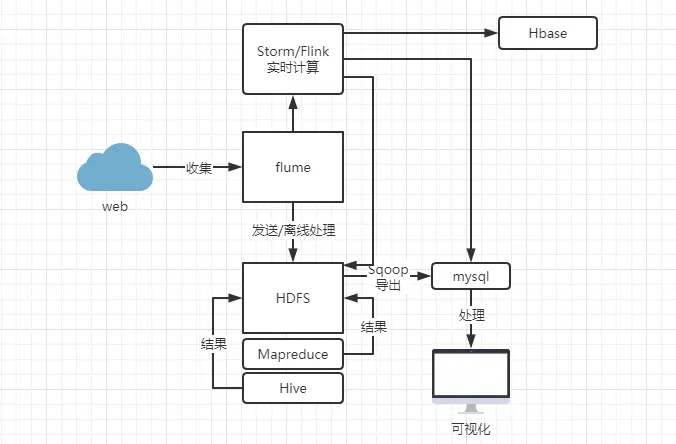 Storm/Flink
实时计算
Hbase
收集
flume
web
发送/离线处理
Sqoop
导出
mysql
HDFS
结果
结果
处理
Mapreduce
Hive
可视化